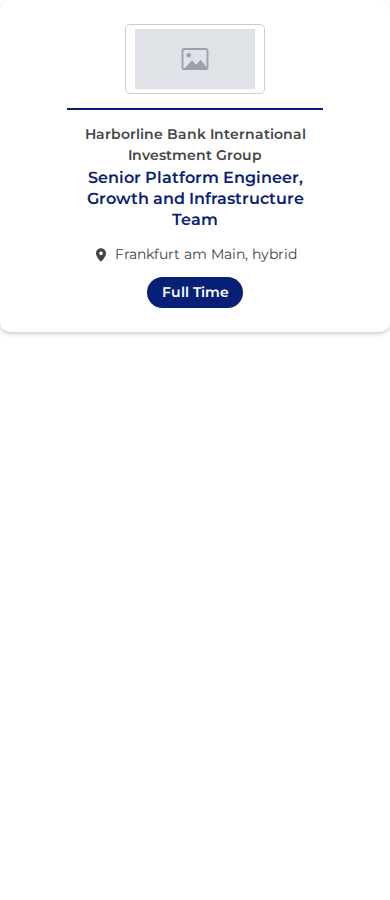 Harborline Bank International
Investment Group
Senior Platform Engineer,
Growth and Infrastructure
Team
Frankfurt am Main, hybrid
Full Time